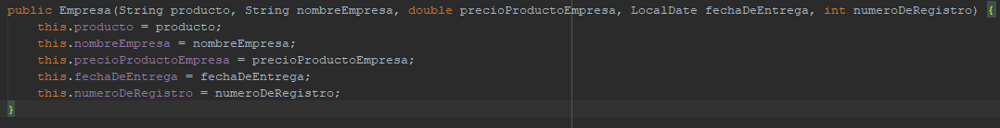 public Empresa(String producto, String nombreEmpresa, double precioProductoEmpresa, LocalDate fechaDeEntrega, int numeroDeRegistro) {
    this.producto = producto;
    this.nombreEmpresa = nombreEmpresa;
    this.precioProductoEmpresa = precioProductoEmpresa;
    this.fechaDeEntrega = fechaDeEntrega;
    this.numeroDeRegistro = numeroDeRegistro;
}